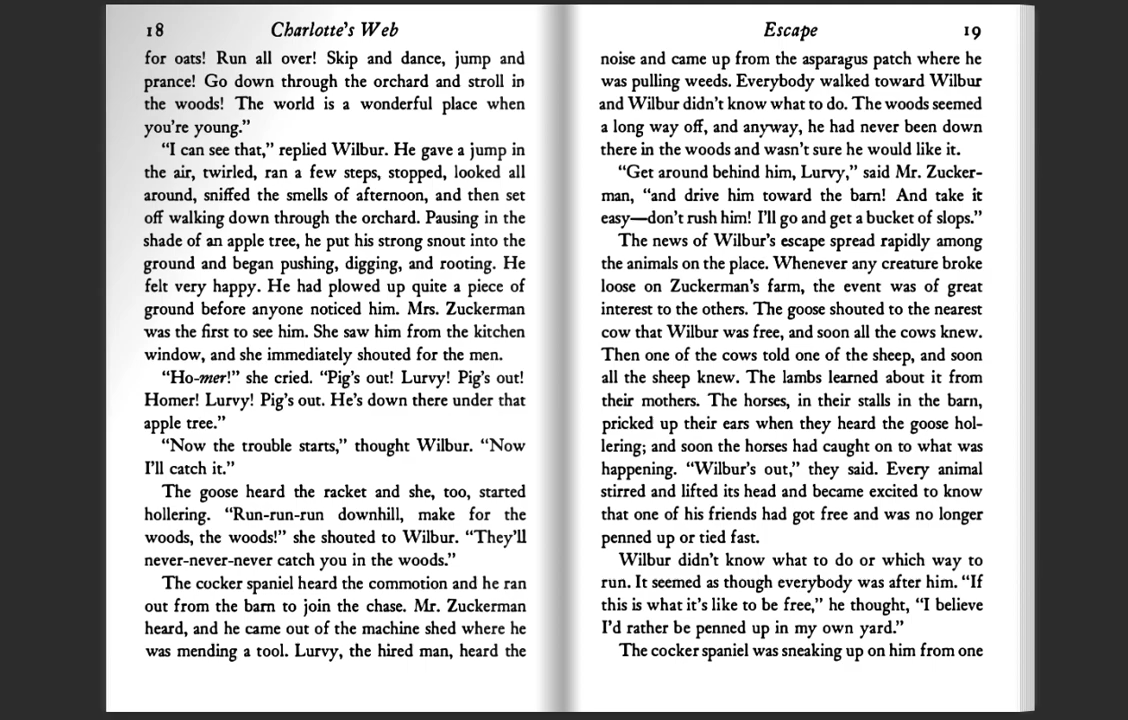 18 Charlotte's Web
for oats! Run all over! Skip and dance, jump and
prance! Go down through the orchard and stroll in
the woods! The world is a wonderful place when
you're young.”
“I can see that,” replied Wilbur. He gave a jump in
the air, twirled, ran a few steps, stopped, looked all
around, sniffed the smells of afternoon, and then set
off walking down through the orchard. Pausing in the
shade of an apple tree, he put his strong snout into the
ground and began pushing, digging, and rooting. He
felt very happy. He had plowed up quite a piece of
ground before anyone noticed him. Mrs. Zuckerman
was the first to see him. She saw him from the kitchen
window, and she immediately shouted for the men.
“Ho-mer!” she cried. “Pig's out! Lurvy! Pig's out!
Homer! Lurvy! Pig's out. He's down there under that
apple tree.”
“Now the trouble starts,” thought Wilbur. “Now
I'll catch it.”
The goose heard the racket and she, too, started
hollering. “Run-run-run downhill, make for the
woods, the woods!” she shouted to Wilbur. “They'll
never-never-never catch you in the woods.”
The cocker spaniel heard the commotion and he ran
out from the barn to join the chase. Mr. Zuckerman
heard, and he came out of the machine shed where he
was mending a tool. Lurvy, the hired man, heard the
Escape 19
noise and came up from the asparagus patch where he
was pulling weeds. Everybody walked toward Wilbur
and Wilbur didn't know what to do. The woods seemed
a long way off, and anyway, he had never been down
there in the woods and wasn't sure he would like it.
“Get around behind him, Lurvy,” said Mr. Zucker-
man, “and drive him toward the barn! And take it
easy—don't rush him! I'll go and get a bucket of slops.”
The news of Wilbur's escape spread rapidly among
the animals on the place. Whenever any creature broke
loose on Zuckerman's farm, the event was of great
interest to the others. The goose shouted to the nearest
cow that Wilbur was free, and soon all the cows knew.
Then one of the cows told one of the sheep, and soon
all the sheep knew. The lambs learned about it from
their mothers. The horses, in their stalls in the barn,
pricked up their ears when they heard the goose hol-
lering; and soon the horses had caught on to what was
happening. “Wilbur's out,” they said. Every animal
stirred and lifted its head and became excited to know
that one of his friends had got free and was no longer
penned up or tied fast.
Wilbur didn't know what to do or which way to
run. It seemed as though everybody was after him. “If
this is what it's like to be free,” he thought, “I believe
I'd rather be penned up in my own yard.”
The cocker spaniel was sneaking up on him from one